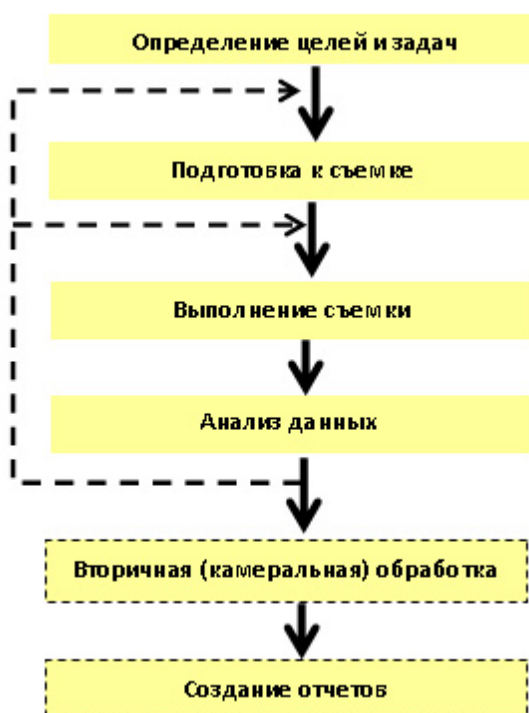 Определение целей и задач
Подготовка к съемке
Выполнение съемки
Анализ данных
Вторичная (камеральная) обработка
Создание отчетов